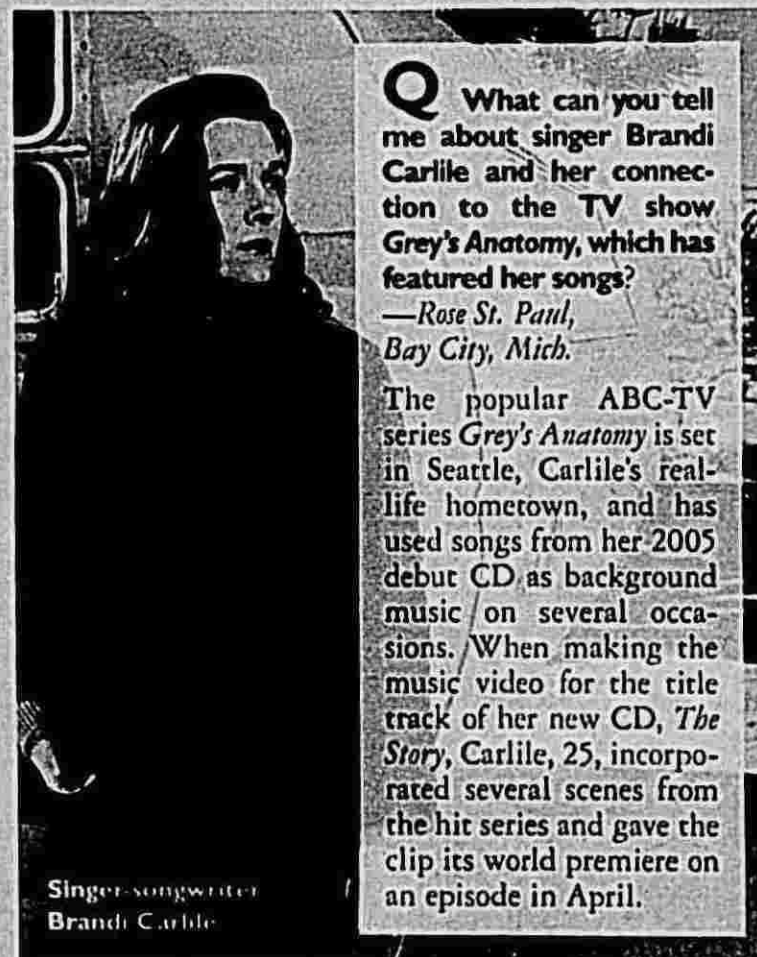 Q What can you tell
me about singer Brandi
Carlile and her connec-
tion to the TV show
Grey's Anatomy, which has
featured her songs?
—Rose St. Paul,
Bay City, Mich.
The popular ABC-TV
series Grey's Anatomy is set
in Seattle, Carlile's real-
life hometown, and has
used songs from her 2005
debut CD as background
music on several occa-
sions. When making the
music video for the title
track of her new CD, The
Story, Carlile, 25, incorpo-
rated several scenes from
the hit series and gave the
clip its world premiere on
an episode in April.
Singer-songwriter
Brandi Carlile